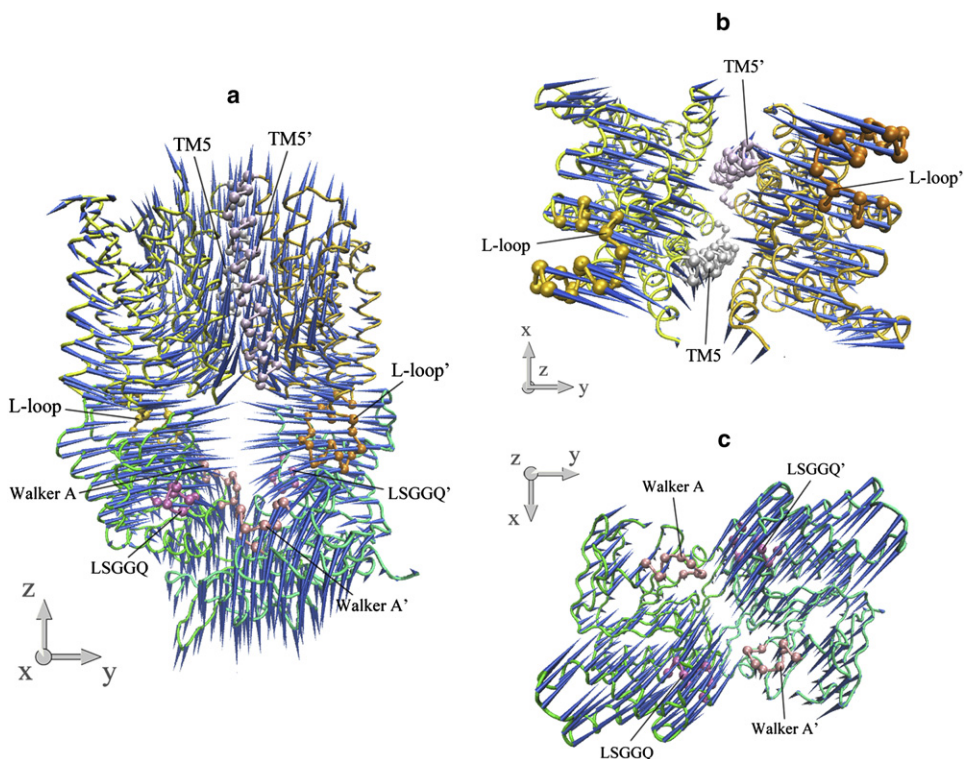 a
TM5
TM5'
L-loop
L-loop'
Walker A
LSGGQ'
LSGGQ
Walker A'
z
x
y
b
TM5'
L-loop'
L-loop
TM5
x
z
y
c
z
y
x
Walker A
LSGGQ'
LSGGQ
Walker A'